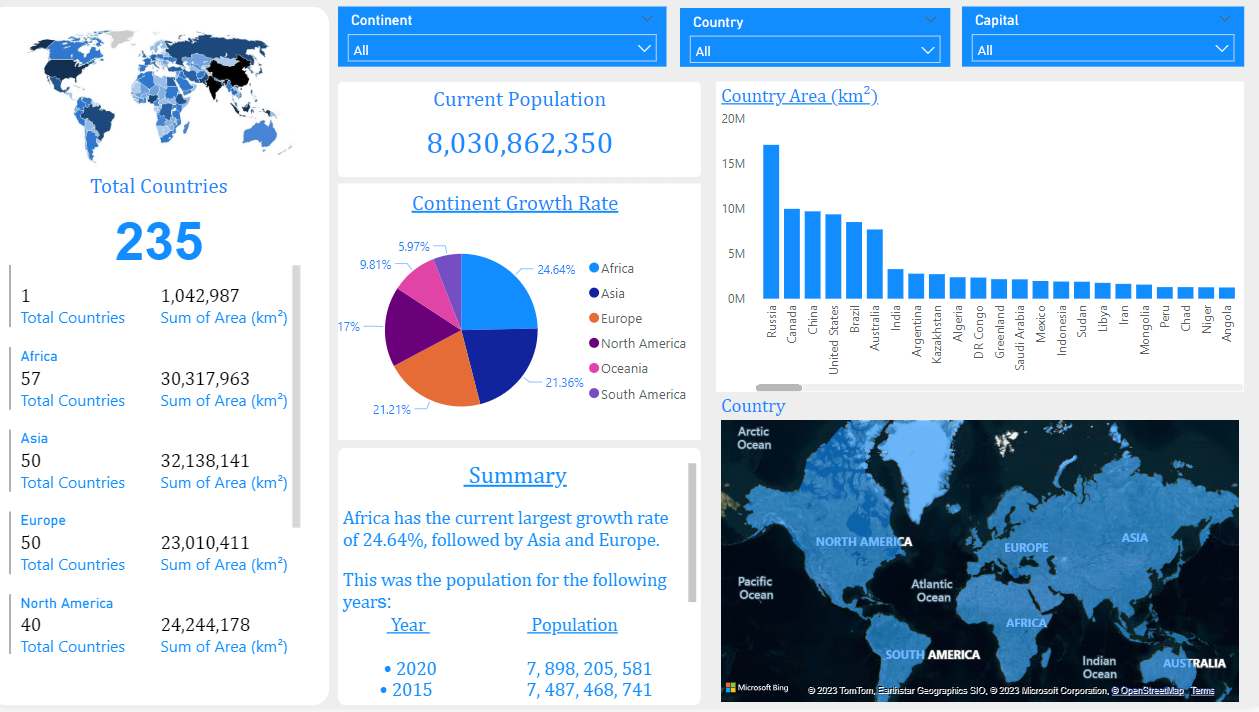 Continent
All
Country
All
Capital
All
Total Countries
235
1 1,042,987
Total Countries Sum of Area (km²)
Africa
57 30,317,963
Total Countries Sum of Area (km²)
Asia
50 32,138,141
Total Countries Sum of Area (km²)
Europe
50 23,010,411
Total Countries Sum of Area (km²)
North America
40 24,244,178
Total Countries Sum of Area (km²)
Current Population
8,030,862,350
Continent Growth Rate
5.97%
9.81%
17%
21.21%
24.64%
21.36%
Africa
Asia
Europe
North America
Oceania
South America
Summary
Africa has the current largest growth rate
of 24.64%, followed by Asia and Europe.
This was the population for the following
years:
Year Population
• 2020 7, 898, 205, 581
• 2015 7, 487, 468, 741
Country Area (km²)
20M
15M
10M
5M
0M
Russia
Canada
China
United States
Brazil
Australia
India
Argentina
Kazakhstan
Algeria
DR Congo
Greenland
Saudi Arabia
Mexico
Indonesia
Sudan
Libya
Iran
Mongolia
Peru
Chad
Niger
Angola
Country
Arctic
Ocean
NORTH AMERICA
EUROPE
ASIA
Pacific
Ocean
Atlantic
Ocean
AFRICA
SOUTH AMERICA
Indian
Ocean
AUSTRALIA
Microsoft Bing
© 2023 TomTom, Earthstar Geographics SIO, © 2023 Microsoft Corporation, © OpenStreetMap Terms